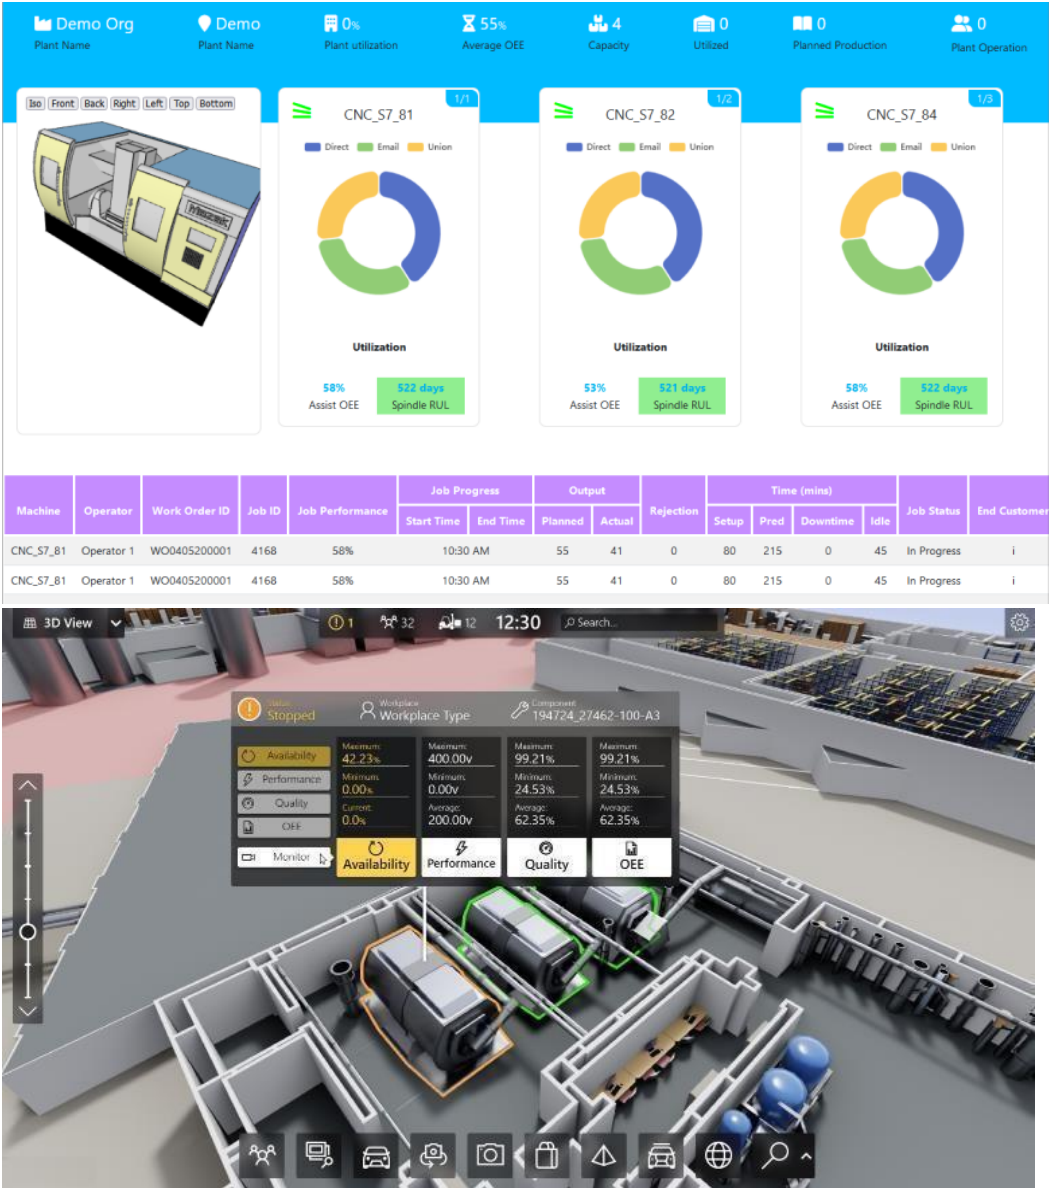 Demo Org
Plant Name
Demo
Plant Name
0%
Plant utilization
55%
Average OEE
4
Capacity
0
Utilized
0
Planned Production
0
Plant Operation
Iso Front Back Right Left Top Bottom
Mazak
1/1
CNC_S7_81
Direct Email Union
Utilization
58%
Assist OEE
522 days
Spindle RUL
1/2
CNC_S7_82
Direct Email Union
Utilization
53%
Assist OEE
521 days
Spindle RUL
1/3
CNC_S7_84
Direct Email Union
Utilization
58%
Assist OEE
522 days
Spindle RUL
Machine Operator Work Order ID Job ID Job Performance Job Progress Output Rejection Time (mins) Job Status End Customer
Start Time End Time Planned Actual Setup Pred Downtime Idle
CNC_S7_81 Operator 1 WO0405200001 4168 58% 10:30 AM 55 41 0 80 215 0 45 In Progress i
CNC_S7_81 Operator 1 WO0405200001 4168 58% 10:30 AM 55 41 0 80 215 0 45 In Progress i
3D View 1 32 12 12:30 Search...
Status
Stopped
Workplace
Workplace Type
Component
194724_27462-100-A3
Availability
Performance
Quality
OEE
Monitor
Maximum:
42.23%
Minimum:
0.00%
Current:
0.0%
Availability
Maximum:
400.00v
Minimum:
0.00v
Average:
200.00v
Performance
Maximum:
99.21%
Minimum:
24.53%
Average:
62.35%
Quality
Maximum:
99.21%
Minimum:
24.53%
Average:
62.35%
OEE